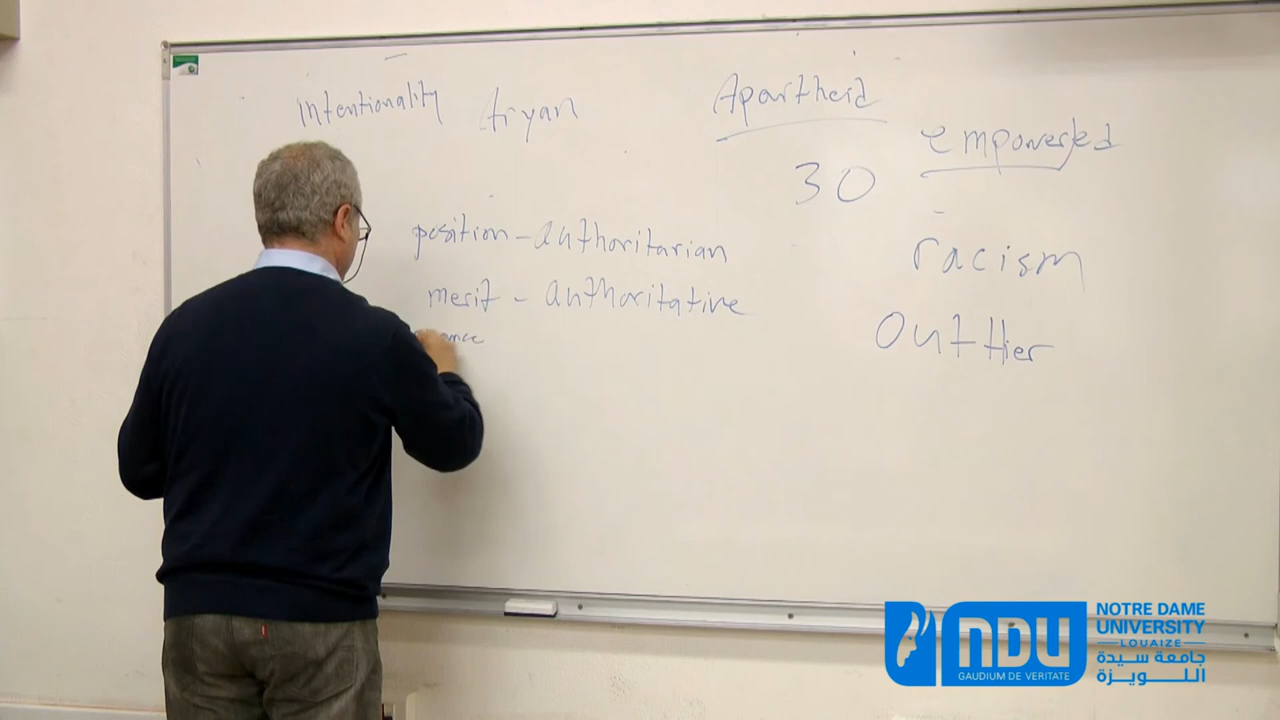 Intentionality Aryan Apartheid
empowered
30
position - authoritarian
racism
merit - authoritative
Outlier
NDU
GAUDIUM DE VERITATE
NOTRE DAME
UNIVERSITY
LOUAIZE
جامعة سيدة
اللويزة